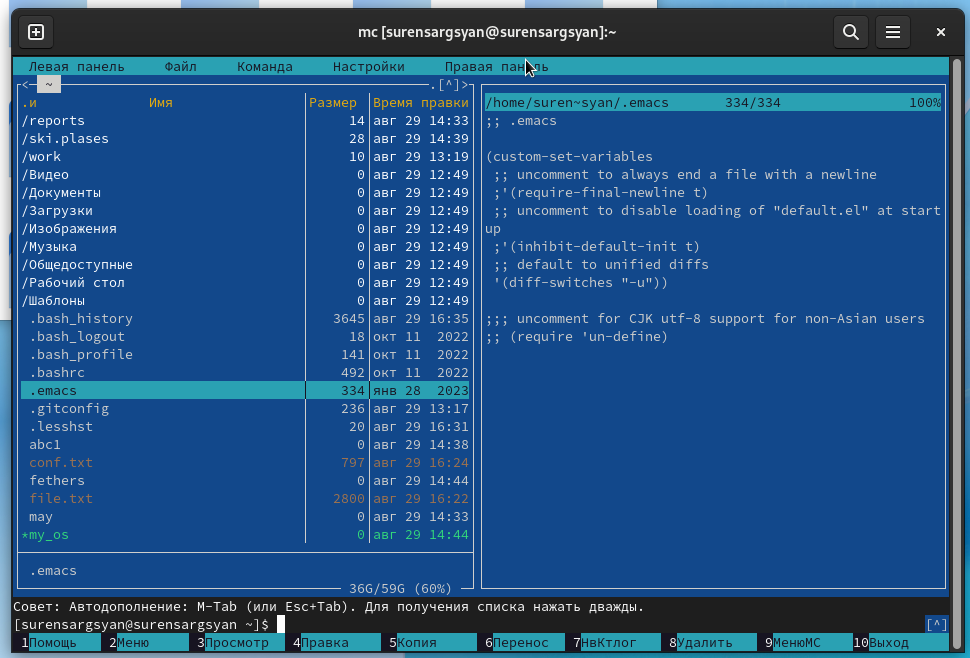 mc [surensargsyan@surensargsyan]:~
Левая панель Файл Команда Настройки Правая панель
<─ ~ .[^]>
.и Имя Размер Время правки
/reports 14 авг 29 14:33
/ski.plases 28 авг 29 14:39
/work 10 авг 29 13:19
/Видео 0 авг 29 12:49
/Документы 0 авг 29 12:49
/Загрузки 0 авг 29 12:49
/Изображения 0 авг 29 12:49
/Музыка 0 авг 29 12:49
/Общедоступные 0 авг 29 12:49
/Рабочий стол 0 авг 29 12:49
/Шаблоны 0 авг 29 12:49
.bash_history 3645 авг 29 16:35
.bash_logout 18 окт 11 2022
.bash_profile 141 окт 11 2022
.bashrc 492 окт 11 2022
.emacs 334 янв 28 2023
.gitconfig 236 авг 29 13:17
.lesshst 20 авг 29 16:31
abc1 0 авг 29 14:38
conf.txt 797 авг 29 16:24
fethers 0 авг 29 14:44
file.txt 2800 авг 29 16:22
may 0 авг 29 14:33
*my_os 0 авг 29 14:44
.emacs
36G/59G (60%)
/home/suren~syan/.emacs 334/334 100%
;; .emacs
(custom-set-variables
;; uncomment to always end a file with a newline
;'(require-final-newline t)
;; uncomment to disable loading of "default.el" at start
up
;'(inhibit-default-init t)
;; default to unified diffs
'(diff-switches "-u"))
;;; uncomment for CJK utf-8 support for non-Asian users
;; (require 'un-define)
Совет: Автодополнение: M-Tab (или Esc+Tab). Для получения списка нажать дважды.
[surensargsyan@surensargsyan ~]$ [^]
1Помощь 2Меню 3Просмотр 4Правка 5Копия 6Перенос 7НвКтлог 8Удалить 9МенюМС 10Выход